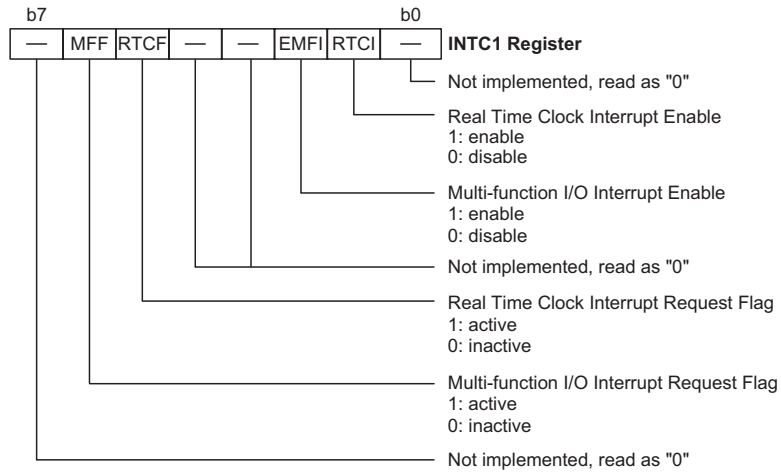 b7 b0
— MFF RTCF — — EMFI RTCI — INTC1 Register
Not implemented, read as "0"
Real Time Clock Interrupt Enable
1: enable
0: disable
Multi-function I/O Interrupt Enable
1: enable
0: disable
Not implemented, read as "0"
Real Time Clock Interrupt Request Flag
1: active
0: inactive
Multi-function I/O Interrupt Request Flag
1: active
0: inactive
Not implemented, read as "0"